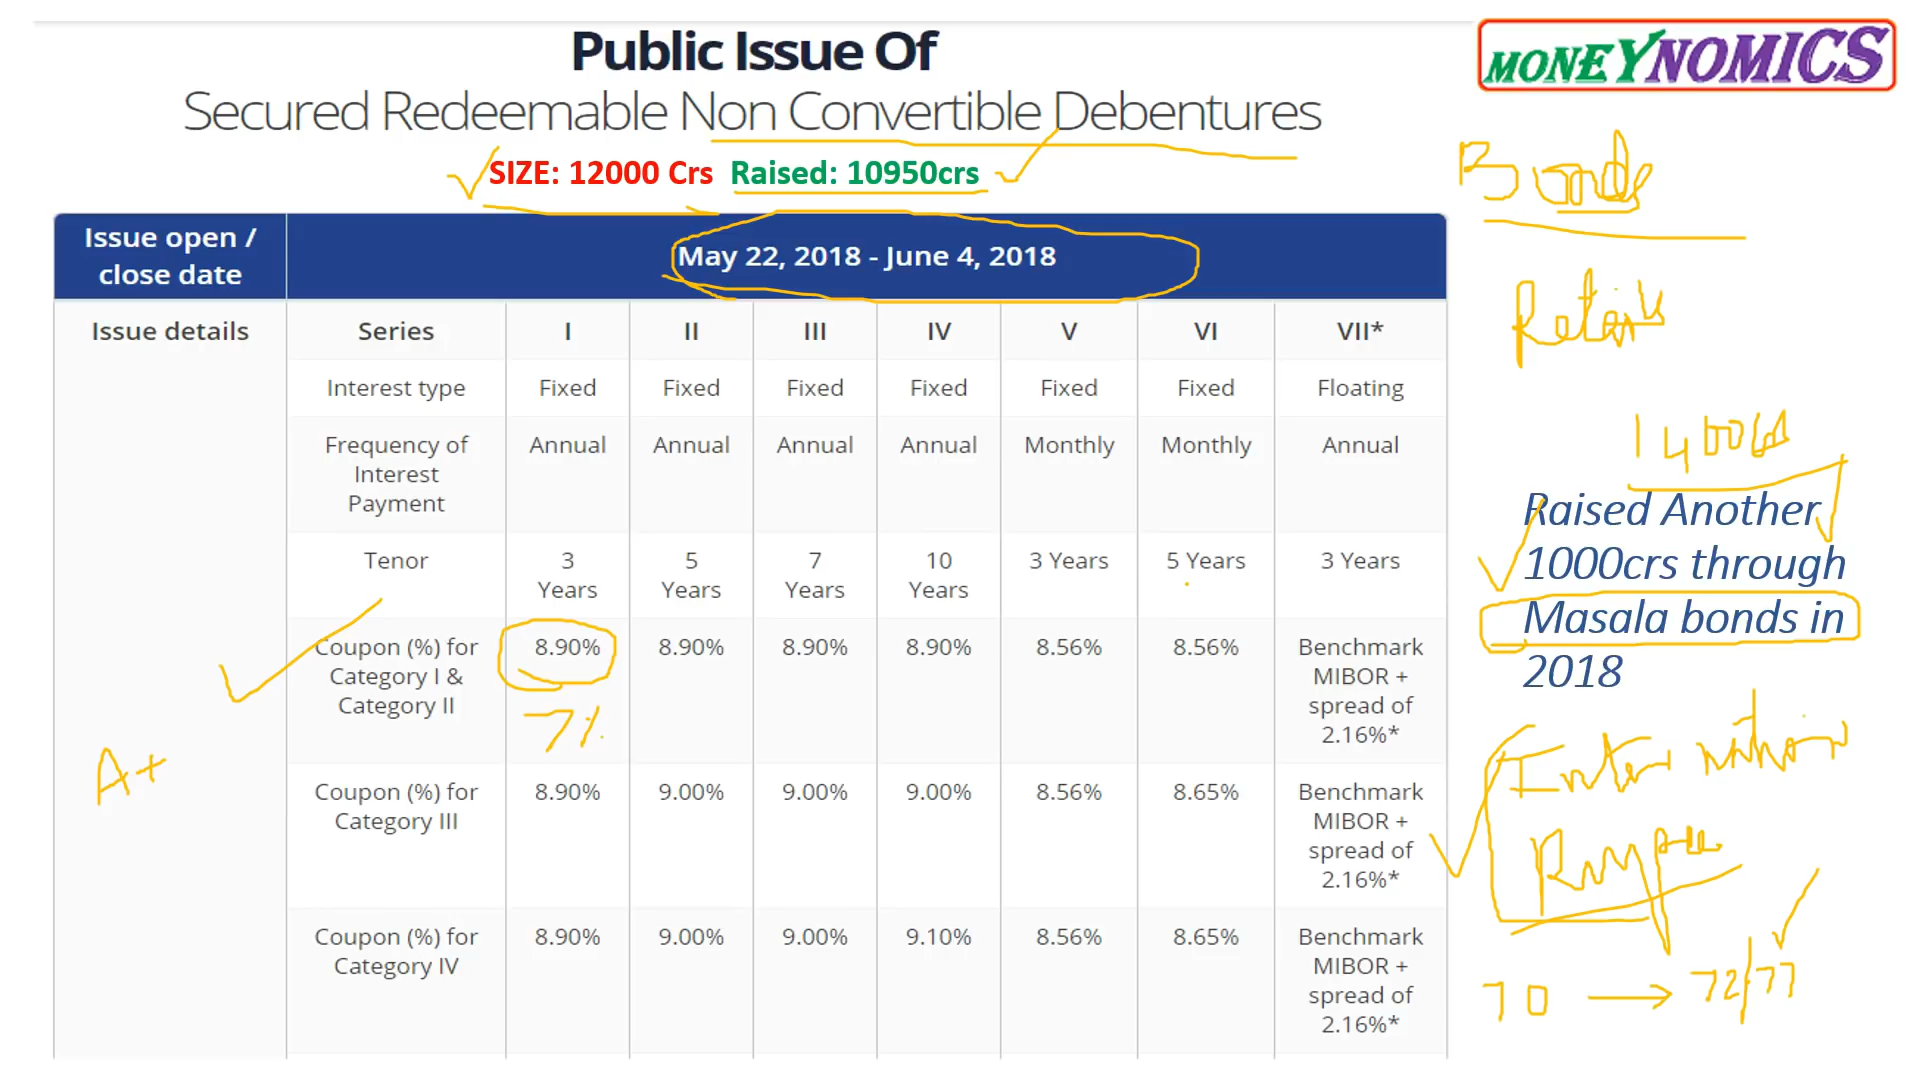 Public Issue Of
MONEYNOMICS
Secured Redeemable Non Convertible Debentures
SIZE: 12000 Crs Raised: 10950crs
Bonds
Issue open / close date
May 22, 2018 - June 4, 2018
Issue details Series I II III IV V VI VII*
Interest type Fixed Fixed Fixed Fixed Fixed Fixed Floating
Frequency of Interest Payment Annual Annual Annual Annual Monthly Monthly Annual
Tenor 3 Years 5 Years 7 Years 10 Years 3 Years 5 Years 3 Years
Coupon (%) for Category I & Category II 8.90% 8.90% 8.90% 8.90% 8.56% 8.56% Benchmark MIBOR + spread of 2.16%*
7%
A+
Coupon (%) for Category III 8.90% 9.00% 9.00% 9.00% 8.56% 8.65% Benchmark MIBOR + spread of 2.16%*
Coupon (%) for Category IV 8.90% 9.00% 9.00% 9.10% 8.56% 8.65% Benchmark MIBOR + spread of 2.16%*
Raised Another
1000crs through
Masala bonds in
2018
70 → 72/77